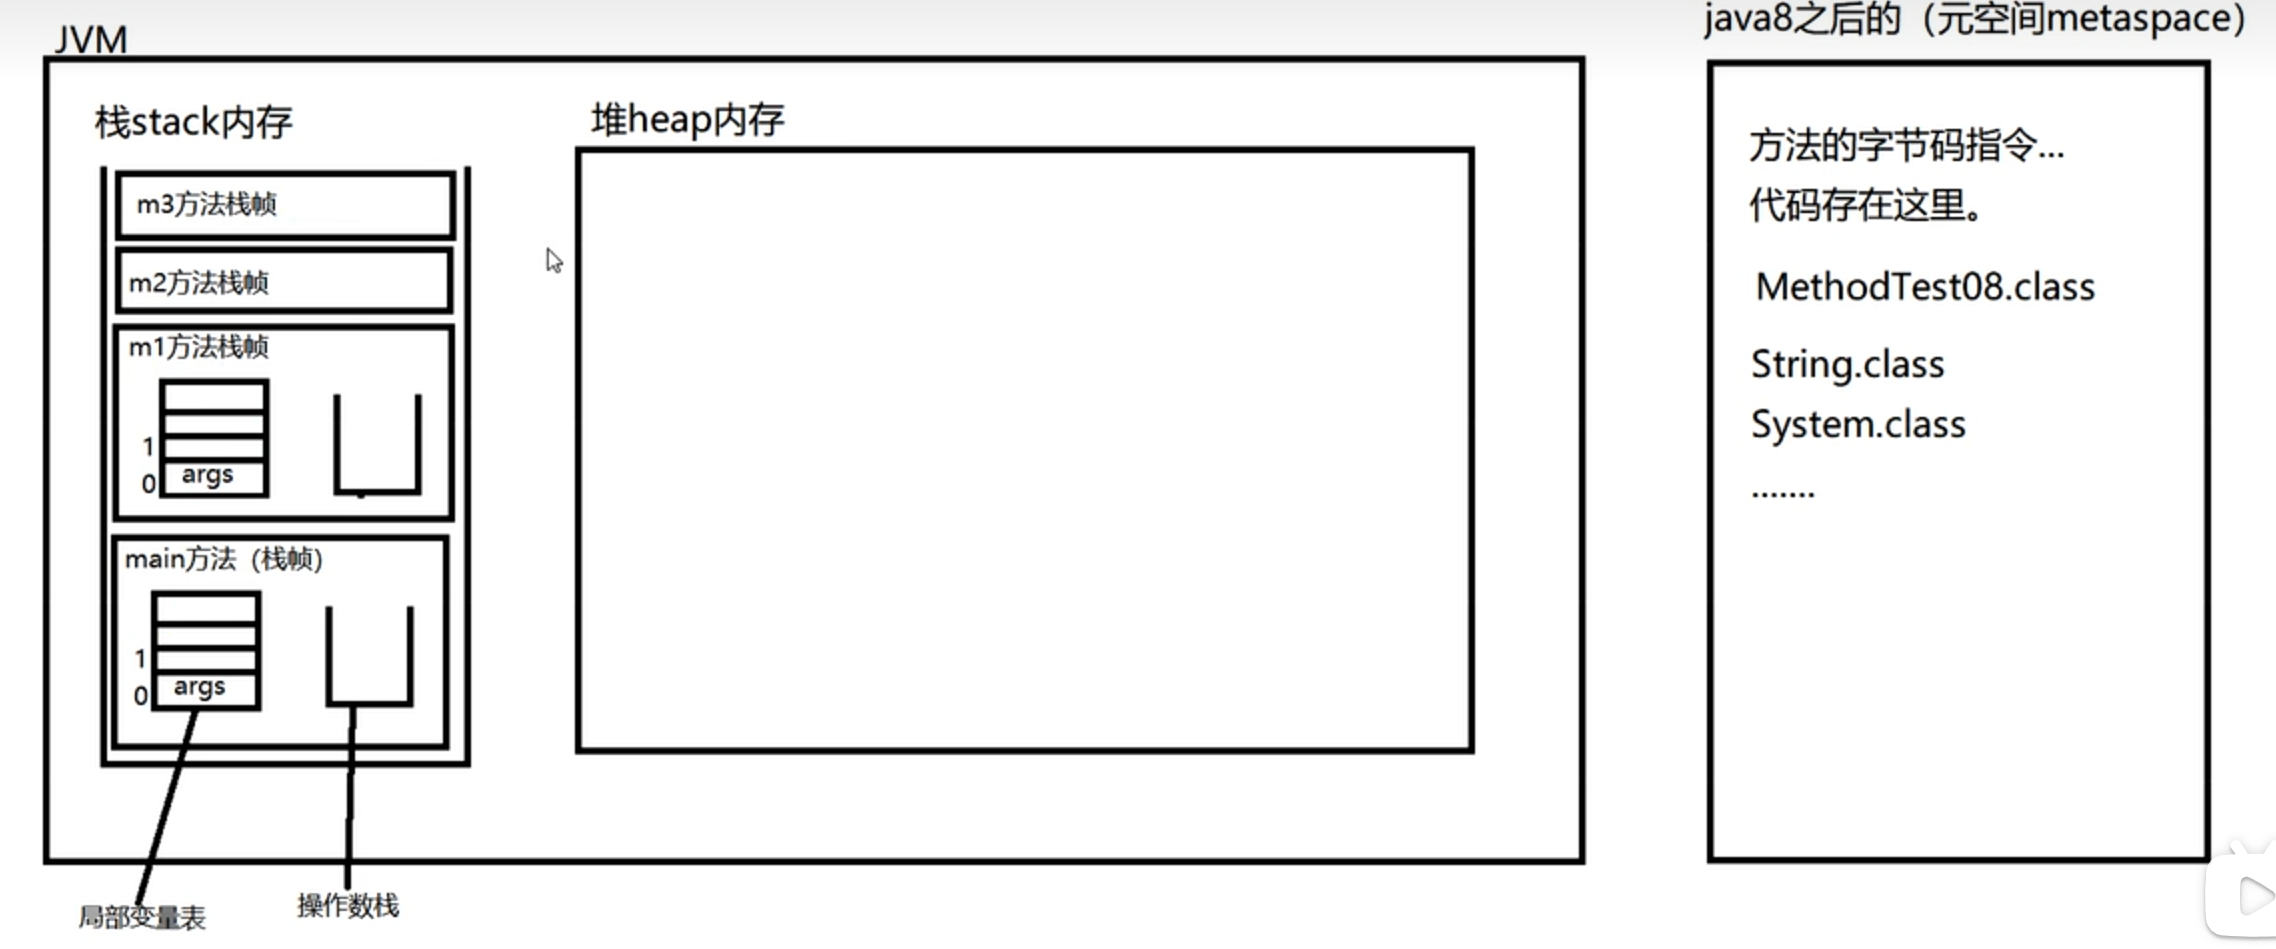 JVM
java8之后的（元空间metaspace）
栈stack内存
堆heap内存
m3方法栈帧
m2方法栈帧
m1方法栈帧
1
0
args
main方法（栈帧）
1
0
args
局部变量表
操作数栈
方法的字节码指令...
代码存在这里。
MethodTest08.class
String.class
System.class
.......